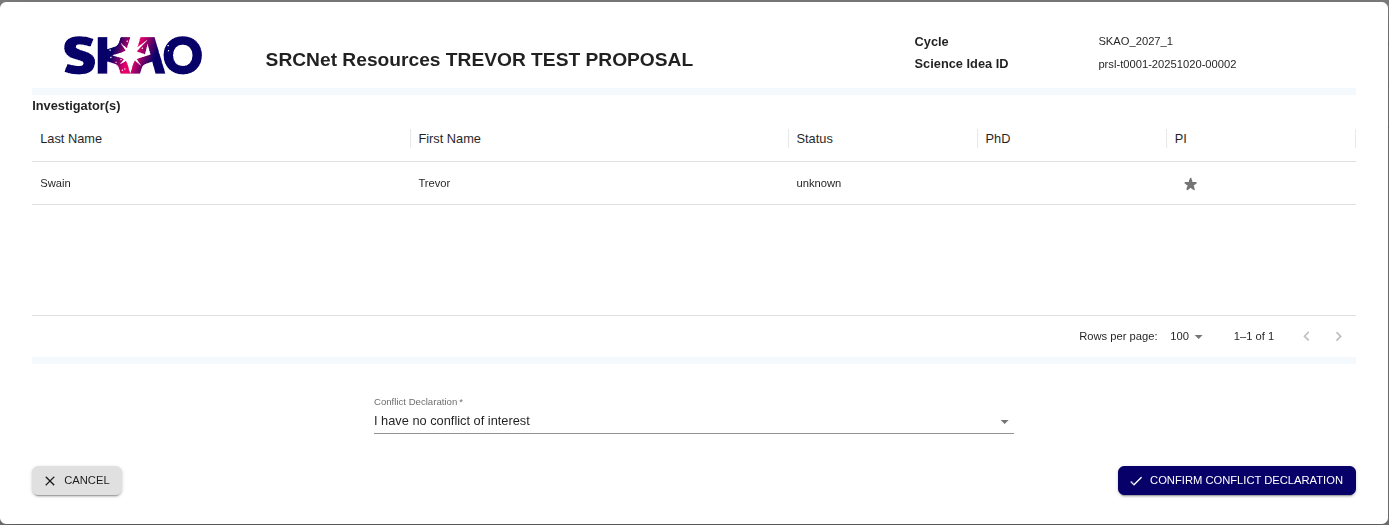 SKAO
SRCNet Resources TREVOR TEST PROPOSAL
Cycle SKAO_2027_1
Science Idea ID prsl-t0001-20251020-00002
Investigator(s)
Last Name First Name Status PhD PI
Swain Trevor unknown
Rows per page: 100 1–1 of 1
Conflict Declaration *
I have no conflict of interest
CANCEL CONFIRM CONFLICT DECLARATION